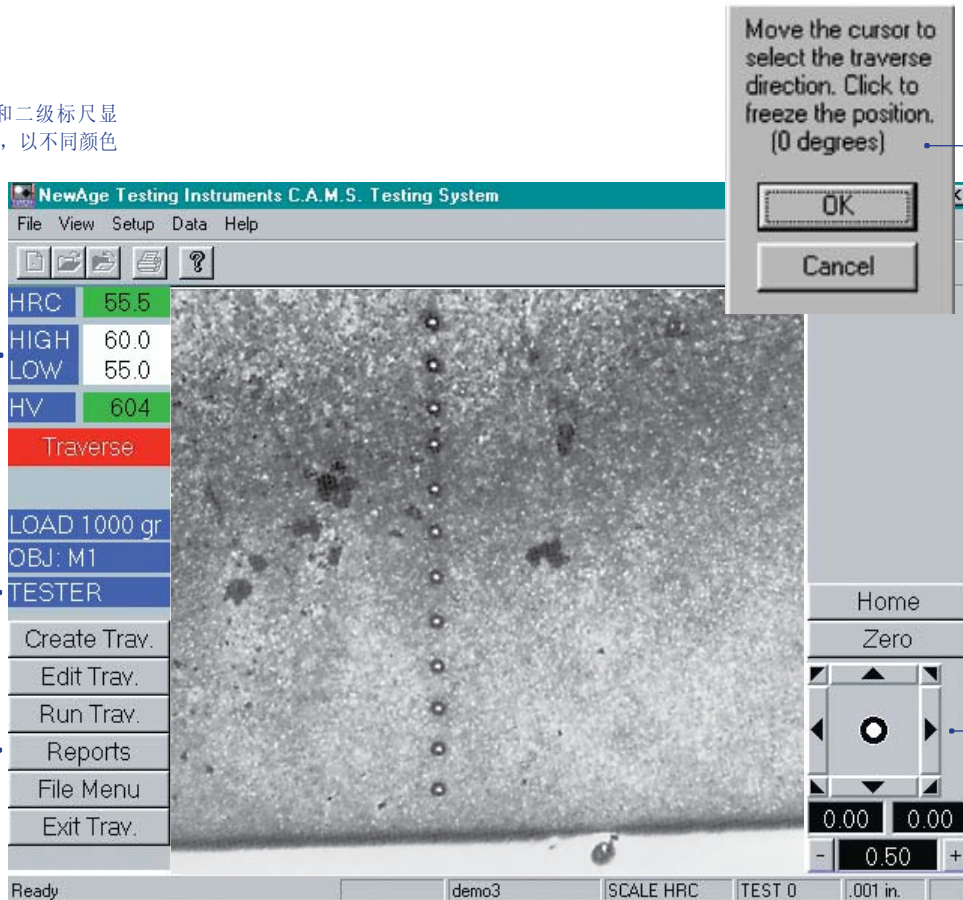 Move the cursor to
select the traverse
direction. Click to
freeze the position.
(0 degrees)
OK
Cancel
和二级标尺显
，以不同颜色
NewAge Testing Instruments C.A.M.S. Testing System
File View Setup Data Help
HRC 55.5
HIGH 60.0
LOW 55.0
HV 604
Traverse
LOAD 1000 gr
OBJ: M1
TESTER
Create Trav.
Edit Trav.
Run Trav.
Reports
File Menu
Exit Trav.
Home
Zero
0.00 0.00
- 0.50 +
Ready demo3 SCALE HRC TEST 0 .001 in.